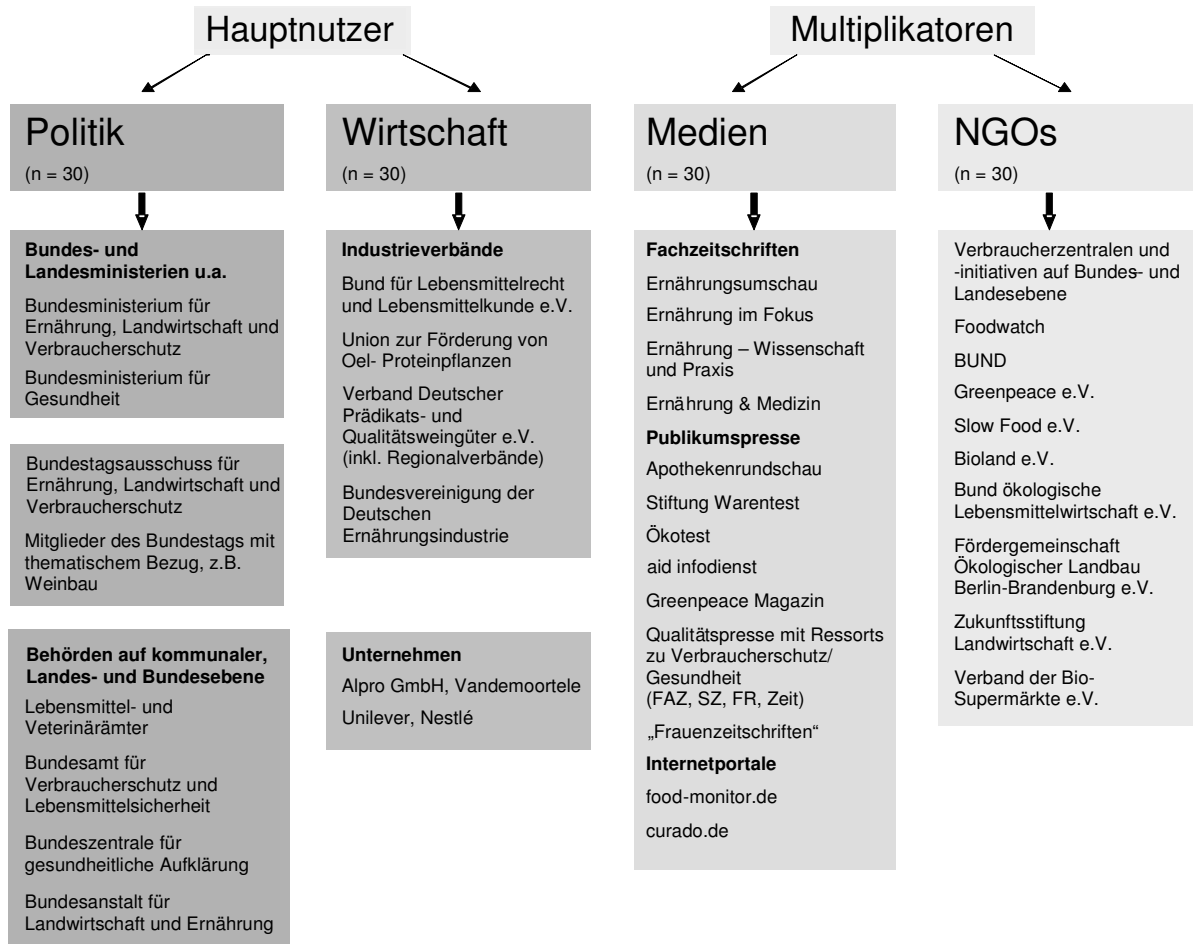 Hauptnutzer
Multiplikatoren
Politik
(n = 30)
Bundes- und
Landesministerien u.a.
Bundesministerium für
Ernährung, Landwirtschaft und
Verbraucherschutz
Bundesministerium für
Gesundheit
Bundestagsausschuss für
Ernährung, Landwirtschaft und
Verbraucherschutz
Mitglieder des Bundestags mit
thematischem Bezug, z.B.
Weinbau
Behörden auf kommunaler,
Landes- und Bundesebene
Lebensmittel- und
Veterinärämter
Bundesamt für
Verbraucherschutz und
Lebensmittelsicherheit
Bundeszentrale für
gesundheitliche Aufklärung
Bundesanstalt für
Landwirtschaft und Ernährung
Wirtschaft
(n = 30)
Industrieverbände
Bund für Lebensmittelrecht
und Lebensmittelkunde e.V.
Union zur Förderung von
Oel- Proteinpflanzen
Verband Deutscher
Prädikats- und
Qualitätsweingüter e.V.
(inkl. Regionalverbände)
Bundesvereinigung der
Deutschen
Ernährungsindustrie
Unternehmen
Alpro GmbH, Vandemoortele
Unilever, Nestlé
Medien
(n = 30)
Fachzeitschriften
Ernährungsumschau
Ernährung im Fokus
Ernährung – Wissenschaft
und Praxis
Ernährung & Medizin
Publikumspresse
Apothekenrundschau
Stiftung Warentest
Ökotest
aid infodienst
Greenpeace Magazin
Qualitätspresse mit Ressorts
zu Verbraucherschutz/
Gesundheit
(FAZ, SZ, FR, Zeit)
„Frauenzeitschriften“
Internetportale
food-monitor.de
curado.de
NGOs
(n = 30)
Verbraucherzentralen und
-initiativen auf Bundes- und
Landesebene
Foodwatch
BUND
Greenpeace e.V.
Slow Food e.V.
Bioland e.V.
Bund ökologische
Lebensmittelwirtschaft e.V.
Fördergemeinschaft
Ökologischer Landbau
Berlin-Brandenburg e.V.
Zukunftsstiftung
Landwirtschaft e.V.
Verband der Bio-
Supermärkte e.V.